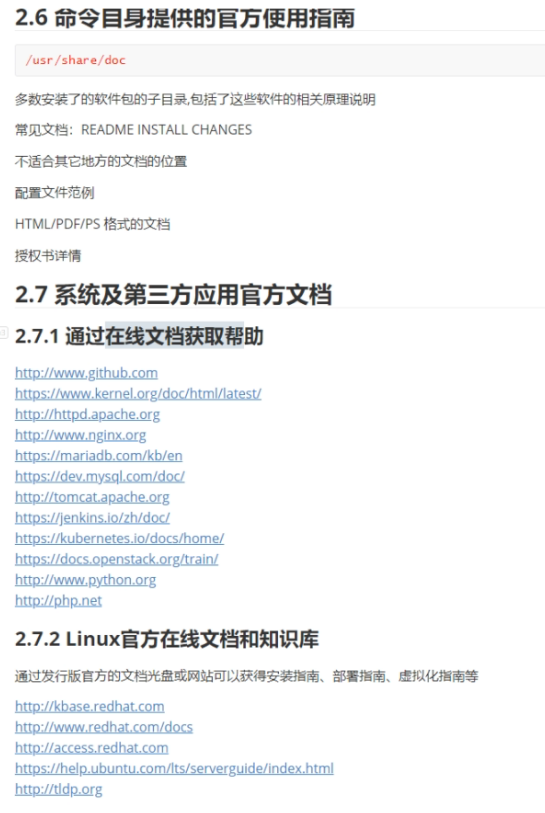 2.6 命令自身提供的官方使用指南
/usr/share/doc
多数安装了的软件包的子目录,包括了这些软件的相关原理说明
常见文档：README INSTALL CHANGES
不适合其它地方的文档的位置
配置文件范例
HTML/PDF/PS 格式的文档
授权书详情
2.7 系统及第三方应用官方文档
2.7.1 通过在线文档获取帮助
http://www.github.com
https://www.kernel.org/doc/html/latest/
http://httpd.apache.org
http://www.nginx.org
https://mariadb.com/kb/en
https://dev.mysql.com/doc/
http://tomcat.apache.org
https://jenkins.io/zh/doc/
https://kubernetes.io/docs/home/
https://docs.openstack.org/train/
http://www.python.org
http://php.net
2.7.2 Linux官方在线文档和知识库
通过发行版官方的文档光盘或网站可以获得安装指南、部署指南、虚拟化指南等
http://kbase.redhat.com
http://www.redhat.com/docs
http://access.redhat.com
https://help.ubuntu.com/lts/serverguide/index.html
http://tldp.org